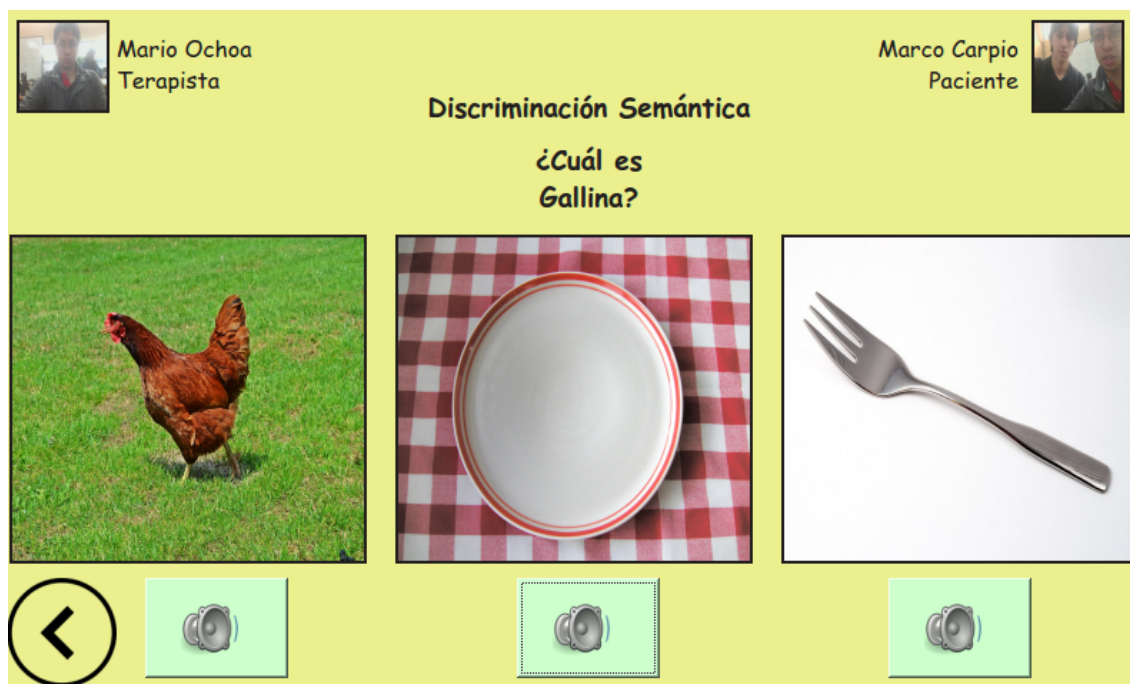 Mario Ochoa
Terapista
Marco Carpio
Paciente
Discriminación Semántica
¿Cuál es
Gallina?